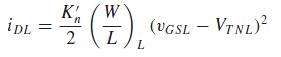 i_{DL} = \frac{K'_n}{2} \left( \frac{W}{L} \right)_L (v_{GSL} - V_{TNL})^2